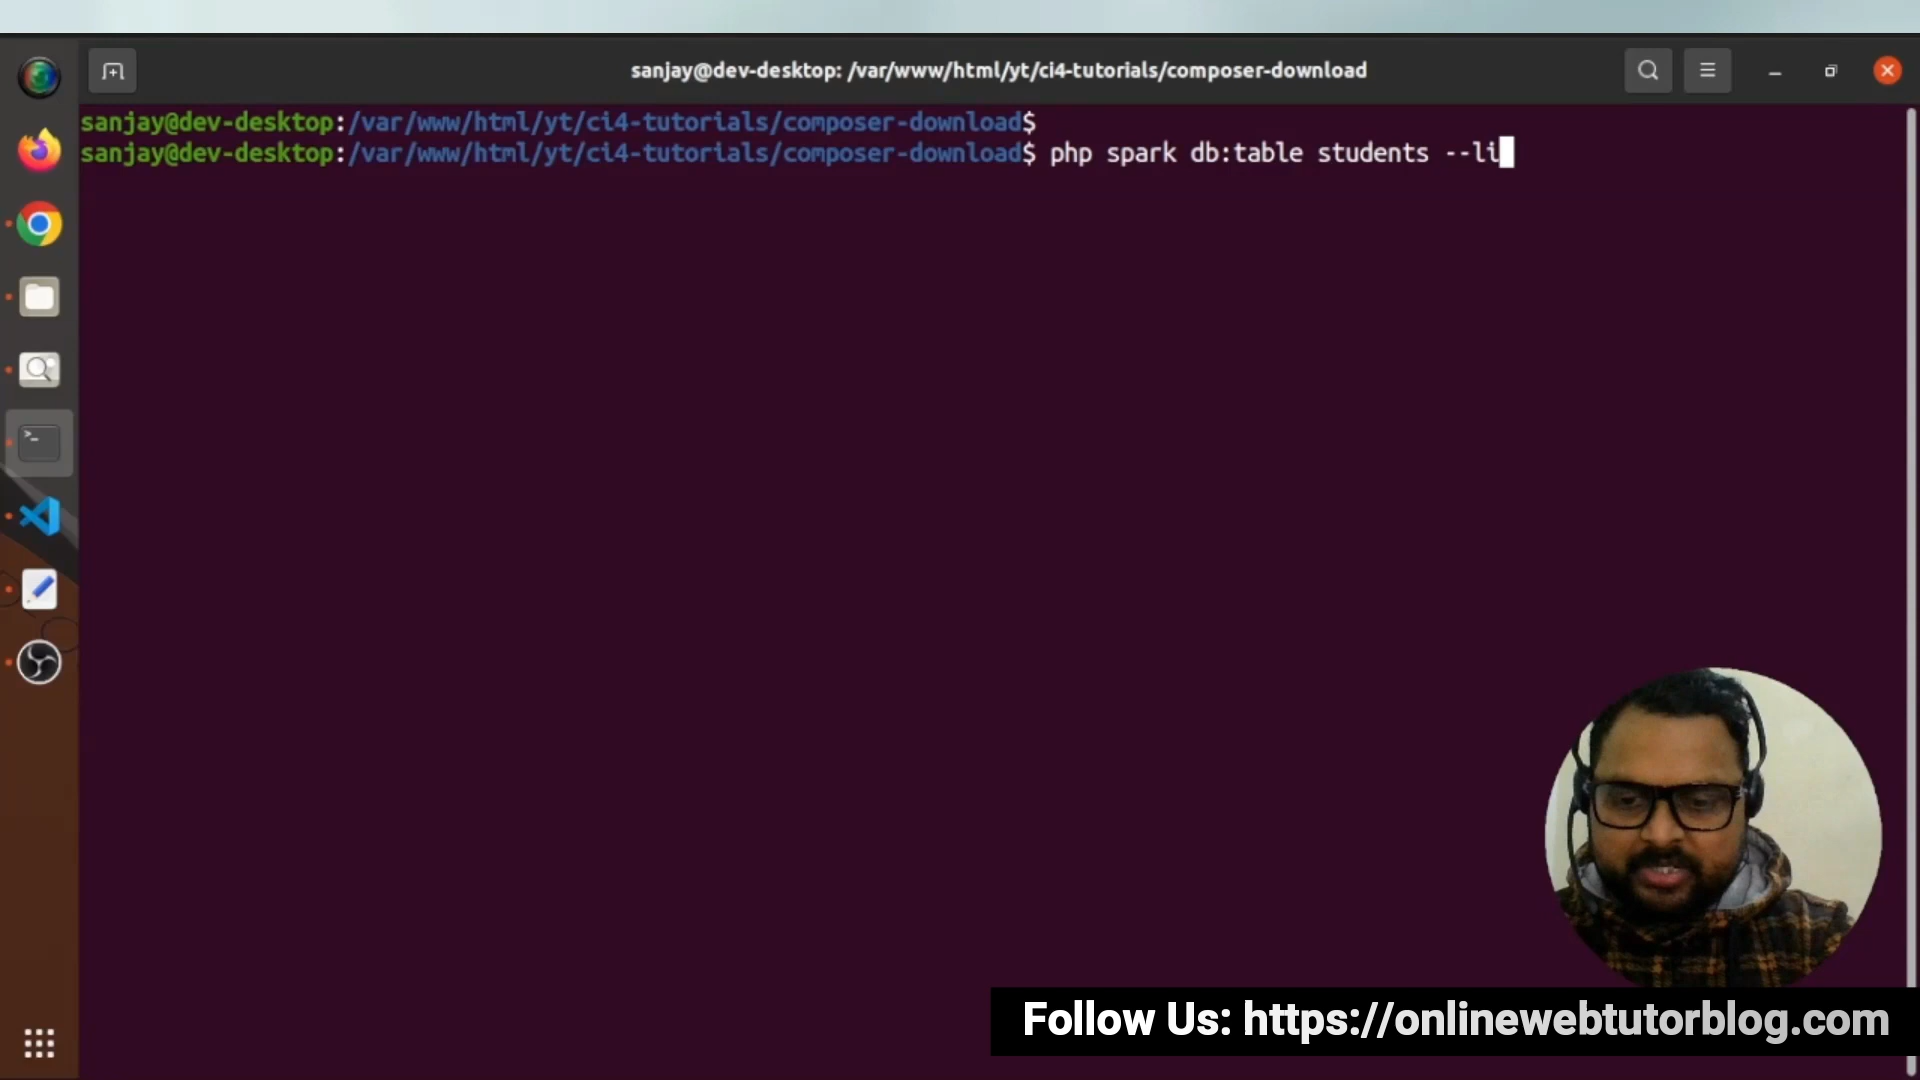 sanjay@dev-desktop: /var/www/html/yt/ci4-tutorials/composer-download
sanjay@dev-desktop:/var/www/html/yt/ci4-tutorials/composer-download$
sanjay@dev-desktop:/var/www/html/yt/ci4-tutorials/composer-download$ php spark db:table students --li
Follow Us: https://onlinewebtutorblog.com